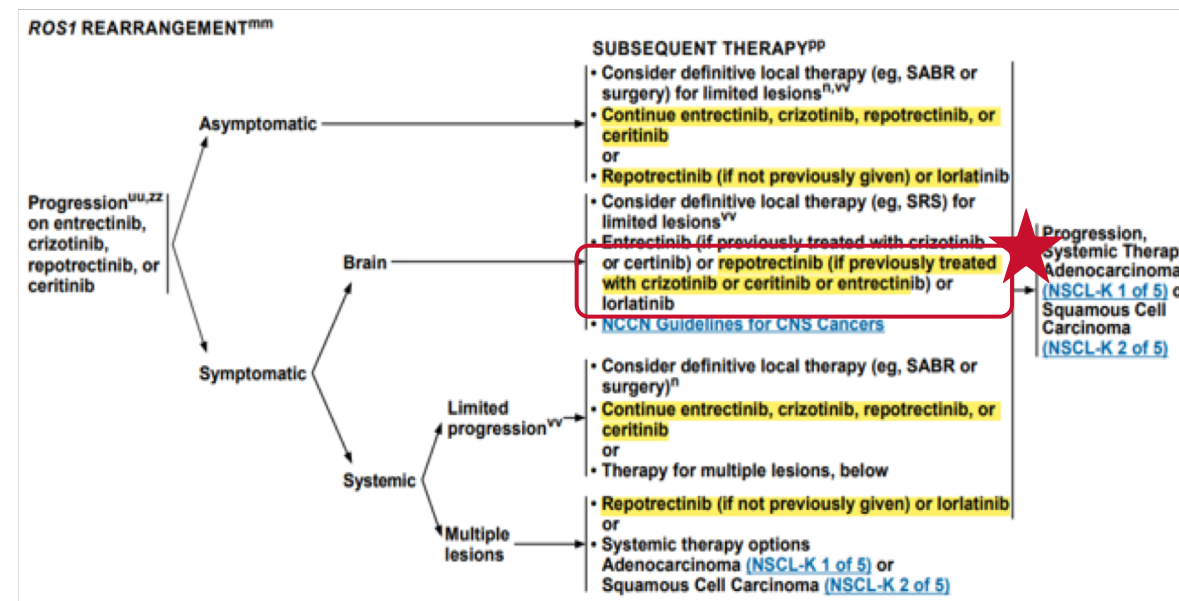 ROS1 REARRANGEMENTmm
SUBSEQUENT THERAPYpp
• Consider definitive local therapy (eg, SABR or
surgery) for limited lesionsn,vv
• Continue entrectinib, crizotinib, repotrectinib, or
ceritinib
or
• Repotrectinib (if not previously given) or lorlatinib
Asymptomatic
Progressionuu,zz
on entrectinib,
crizotinib,
repotrectinib, or
ceritinib
• Consider definitive local therapy (eg, SRS) for
limited lesionsvv
• Entrectinib (if previously treated with crizotinib
or certinib) or repotrectinib (if previously treated
with crizotinib or ceritinib or entrectinib) or
lorlatinib
• NCCN Guidelines for CNS Cancers
Brain
Symptomatic
• Consider definitive local therapy (eg, SABR or
surgery)n
• Continue entrectinib, crizotinib, repotrectinib, or
ceritinib
or
• Therapy for multiple lesions, below
Limited
progressionvv
Systemic
Multiple
lesions
• Repotrectinib (if not previously given) or lorlatinib
or
• Systemic therapy options
Adenocarcinoma (NSCL-K 1 of 5) or
Squamous Cell Carcinoma (NSCL-K 2 of 5)
Progression,
Systemic Therap
Adenocarcinoma
(NSCL-K 1 of 5) o
Squamous Cell
Carcinoma
(NSCL-K 2 of 5)